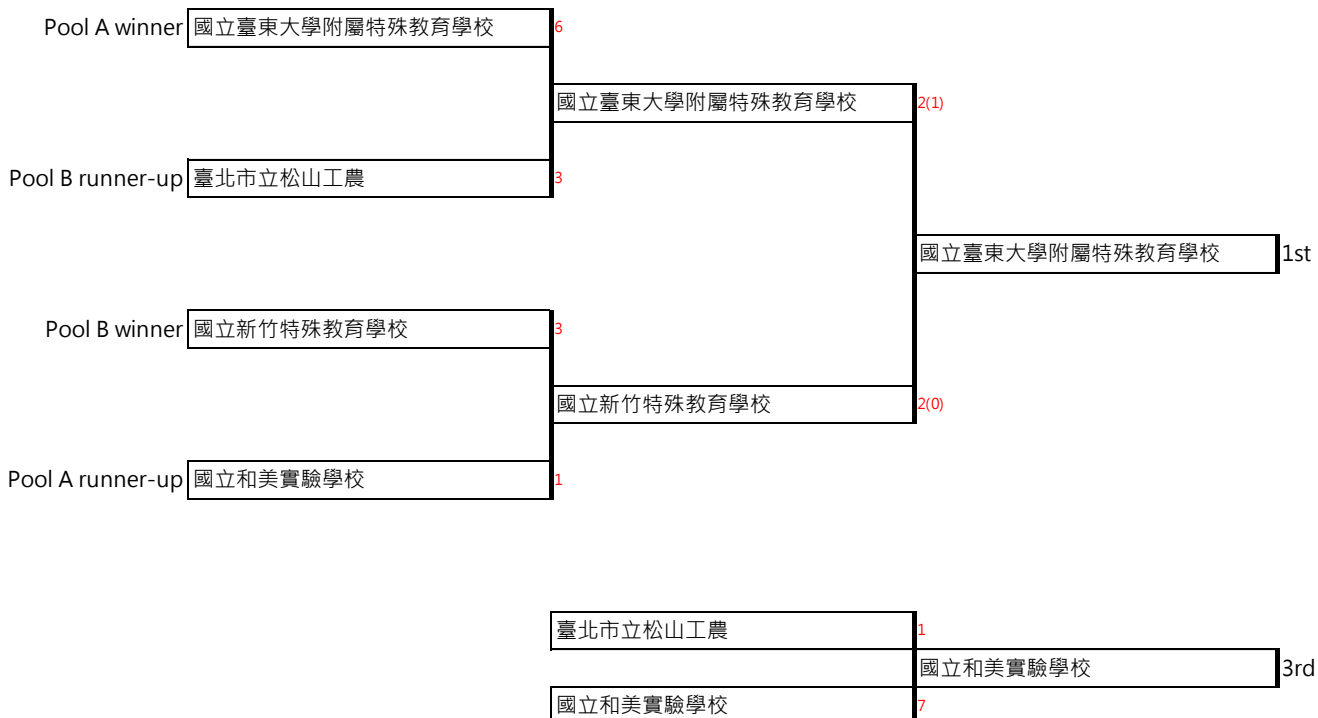 Pool A winner 國立臺東大學附屬特殊教育學校 6
國立臺東大學附屬特殊教育學校 2(1)
Pool B runner-up 臺北市立松山工農 3
國立臺東大學附屬特殊教育學校 1st
Pool B winner 國立新竹特殊教育學校 3
國立新竹特殊教育學校 2(0)
Pool A runner-up 國立和美實驗學校 1
臺北市立松山工農 1
國立和美實驗學校 3rd
國立和美實驗學校 7